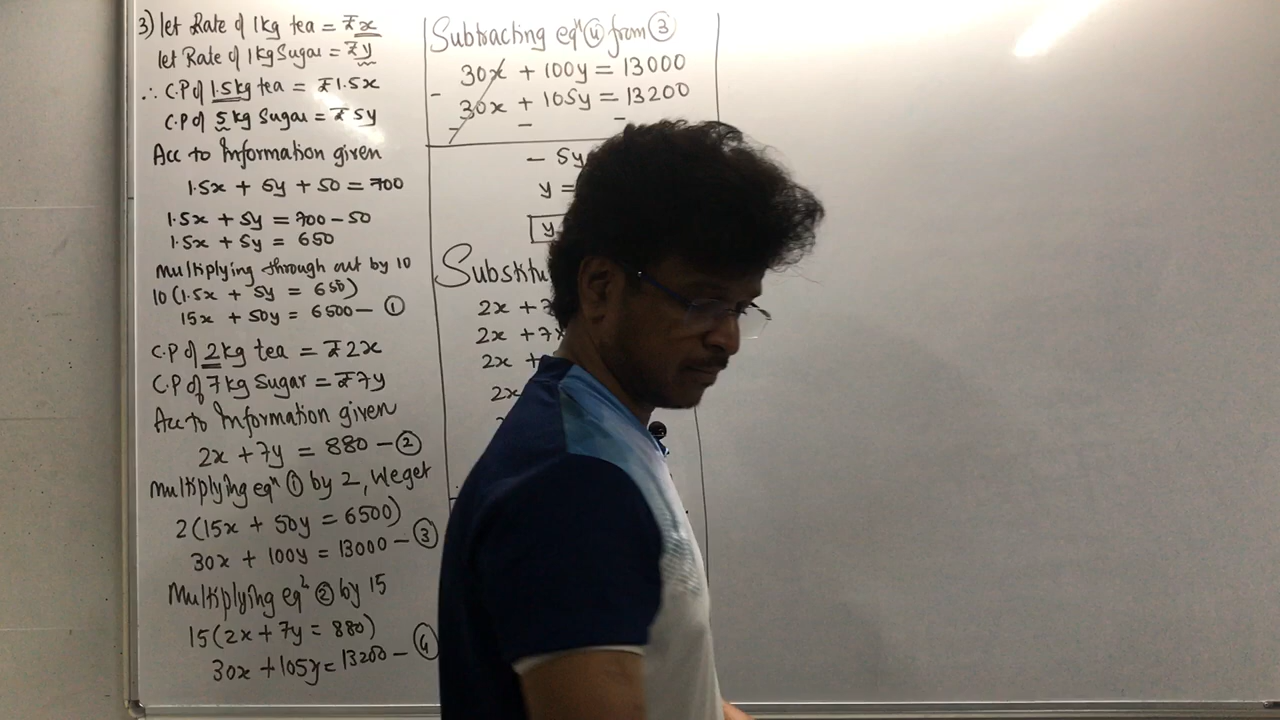 3) let Rate of 1kg tea = ₹x
let Rate of 1kg Sugar = ₹y
∴ C.P of 1.5kg tea = ₹1.5x
C.P of 5kg Sugar = ₹5y
Acc to Information given
1.5x + 5y + 50 = 700
1.5x + 5y = 700 - 50
1.5x + 5y = 650
Multiplying through out by 10
10(1.5x + 5y = 650)
15x + 50y = 6500 — ①
C.P of 2kg tea = ₹2x
C.P of 7kg Sugar = ₹7y
Acc to Information given
2x + 7y = 880 — ②
Multiplying eqⁿ ① by 2, We get
2(15x + 50y = 6500)
30x + 100y = 13000 — ③
Multiplying eqⁿ ② by 15
15(2x + 7y = 880)
30x + 105y = 13200 — ④
Subtracting eqⁿ ④ from ③
30x + 100y = 13000
- 30x + 105y = 13200
- - -
- 5y
y =
y
2x +
2x + 7x
2x +
2x